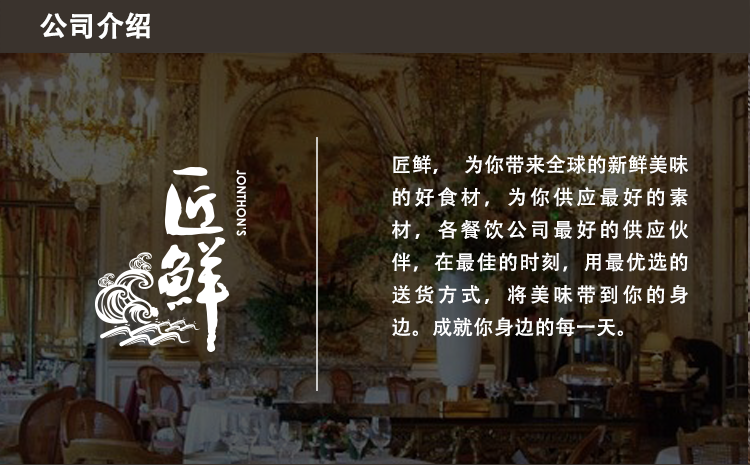 公司介绍
匠鲜
JONTHON'S
匠鲜， 为你带来全球的新鲜美味
的好食材，为你供应最好的素
材，各餐饮公司最好的供应伙
伴，在最佳的时刻，用最优选的
送货方式，将美味带到你的身
边。成就你身边的每一天。